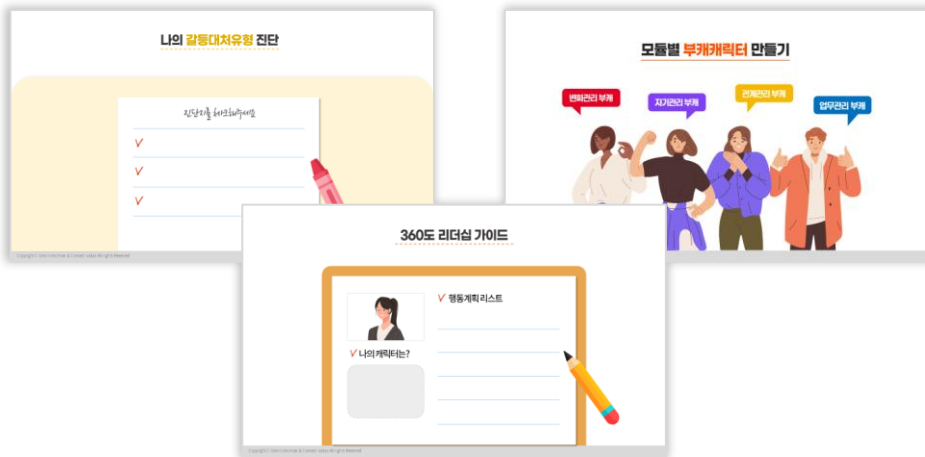 나의 갈등대처유형 진단
진단지를 체크해주세요
모듈별 부캐캐릭터 만들기
변화관리 부캐
자기관리 부캐
관계관리 부캐
업무관리 부캐
360도 리더십 가이드
행동계획 리스트
나의 캐릭터는?